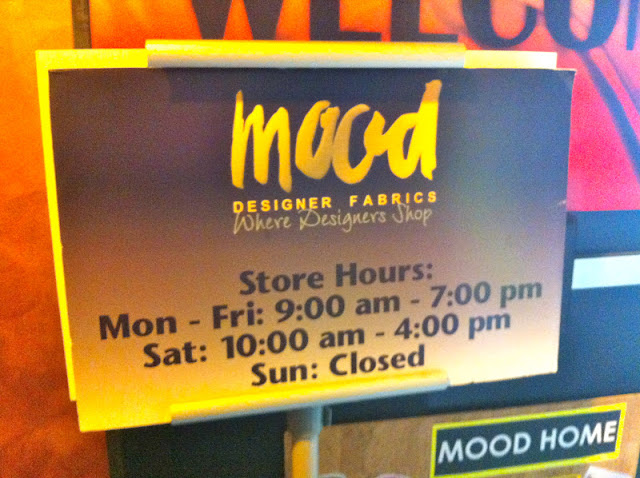 WELCO
mood
DESIGNER FABRICS
Where Designers Shop
Store Hours:
Mon - Fri: 9:00 am - 7:00 pm
Sat: 10:00 am - 4:00 pm
Sun: Closed
MOOD HOME